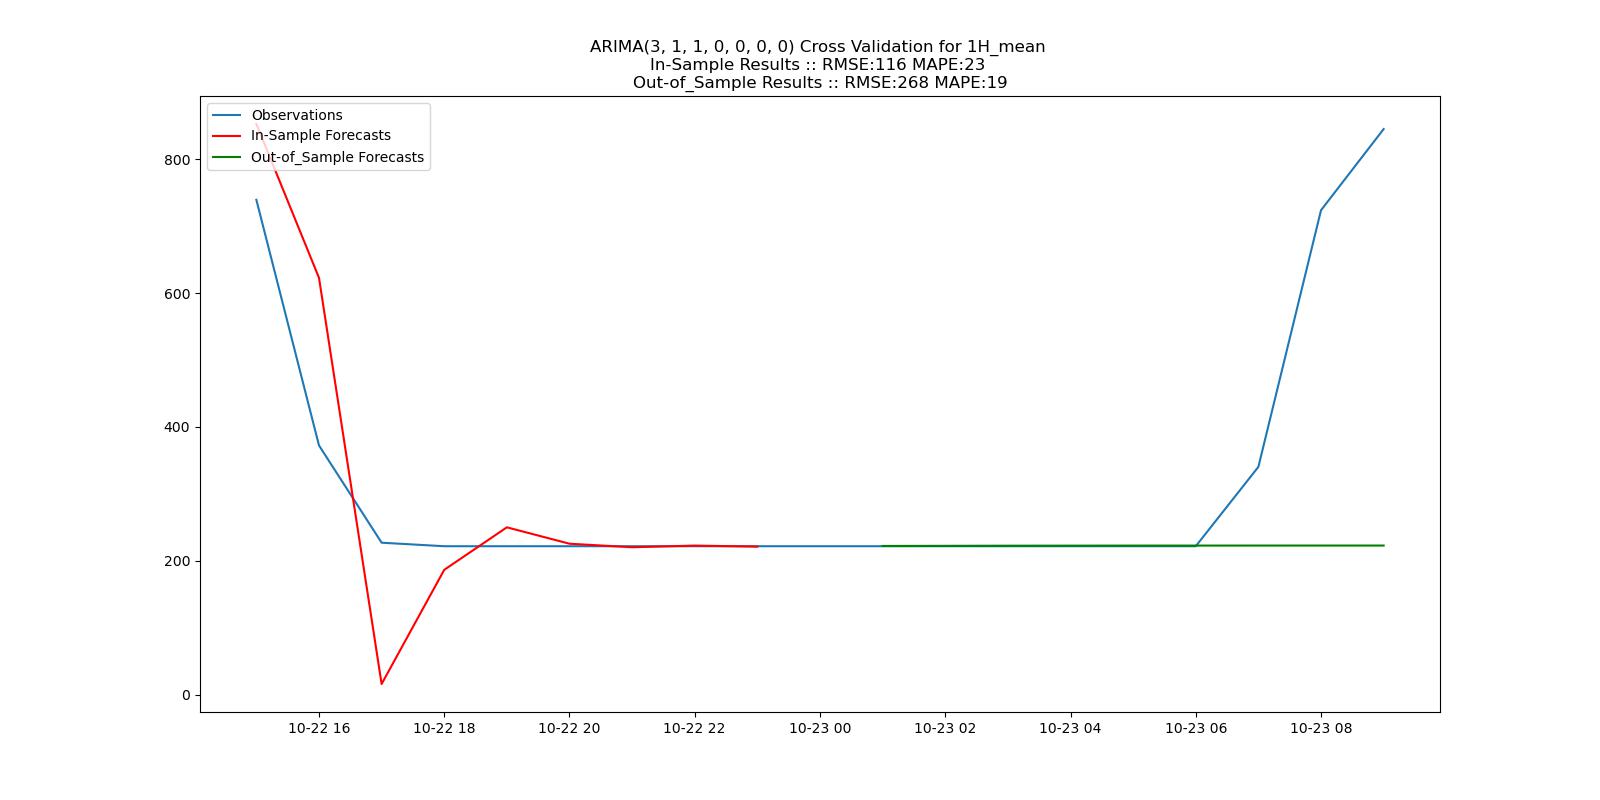 ARIMA(3, 1, 1, 0, 0, 0, 0) Cross Validation for 1H_mean
In-Sample Results :: RMSE:116 MAPE:23
Out-of_Sample Results :: RMSE:268 MAPE:19
Observations
In-Sample Forecasts
Out-of_Sample Forecasts
800
600
400
200
0
10-22 16
10-22 18
10-22 20
10-22 22
10-23 00
10-23 02
10-23 04
10-23 06
10-23 08